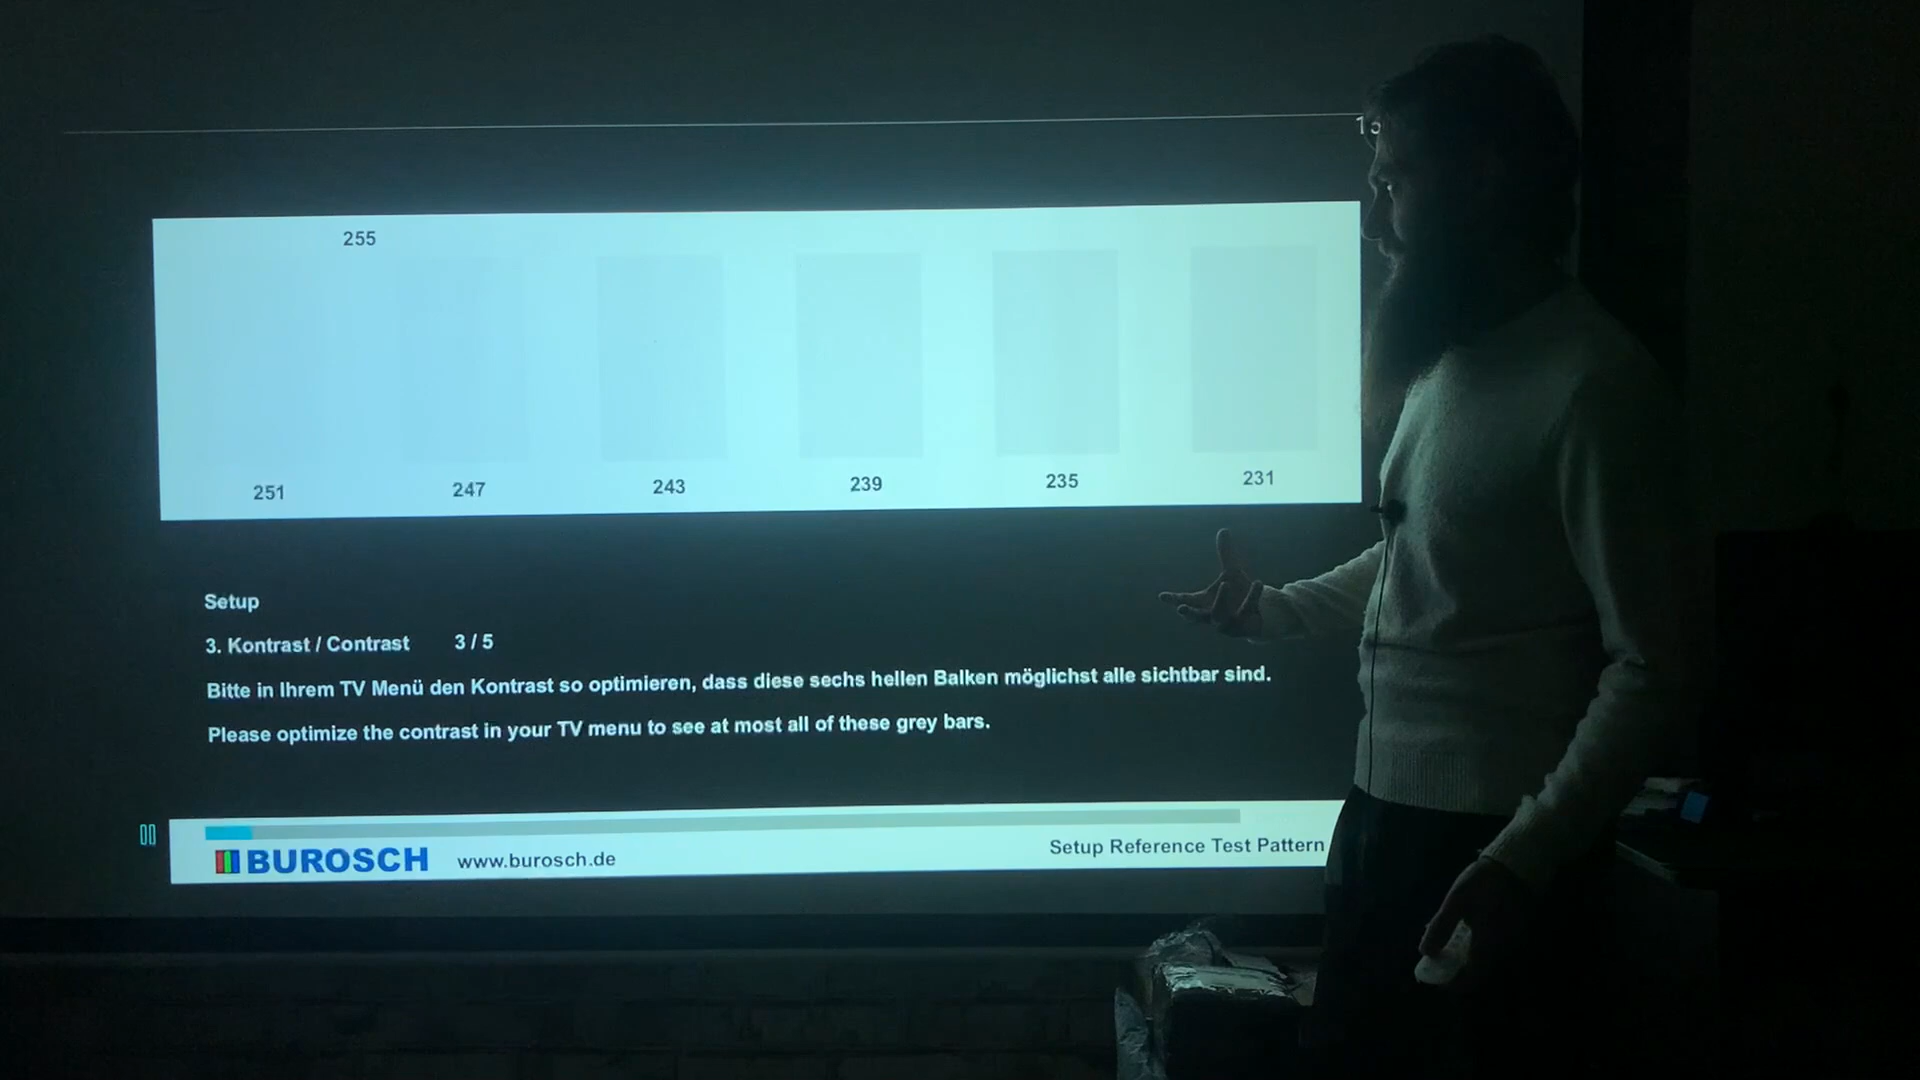 255
251 247 243 239 235 231
Setup
3. Kontrast / Contrast 3 / 5
Bitte in Ihrem TV Menü den Kontrast so optimieren, dass diese sechs hellen Balken möglichst alle sichtbar sind.
Please optimize the contrast in your TV menu to see at most all of these grey bars.
BUROSCH www.burosch.de Setup Reference Test Pattern